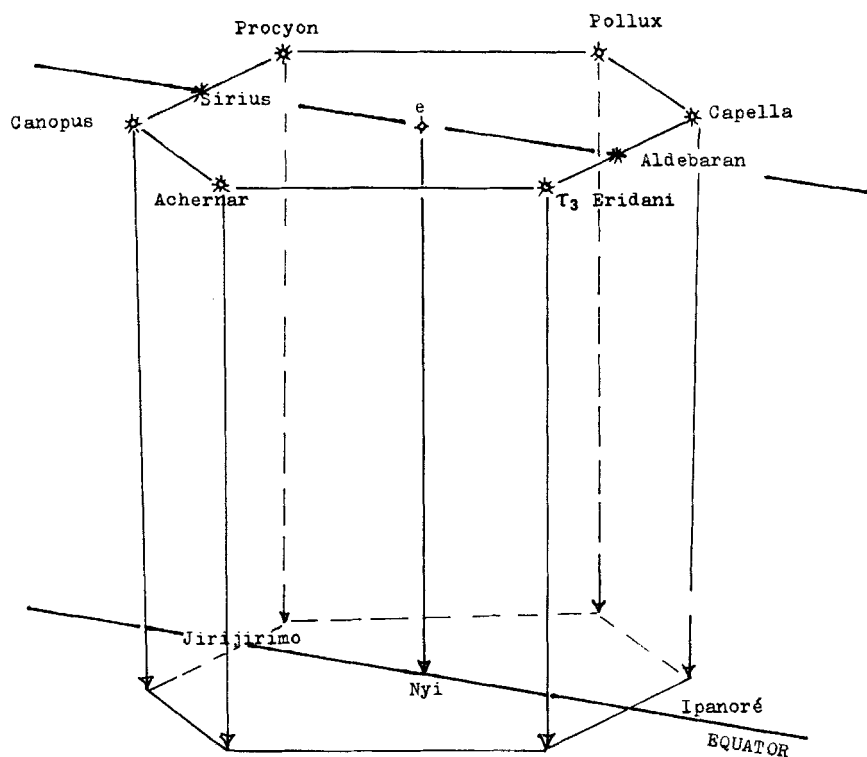 Procyon
Pollux
Sirius
e
Canopus
Capella
Aldebaran
Achernar
τ3 Eridani
Jirijirimo
Nyi
Ipanoré
EQUATOR